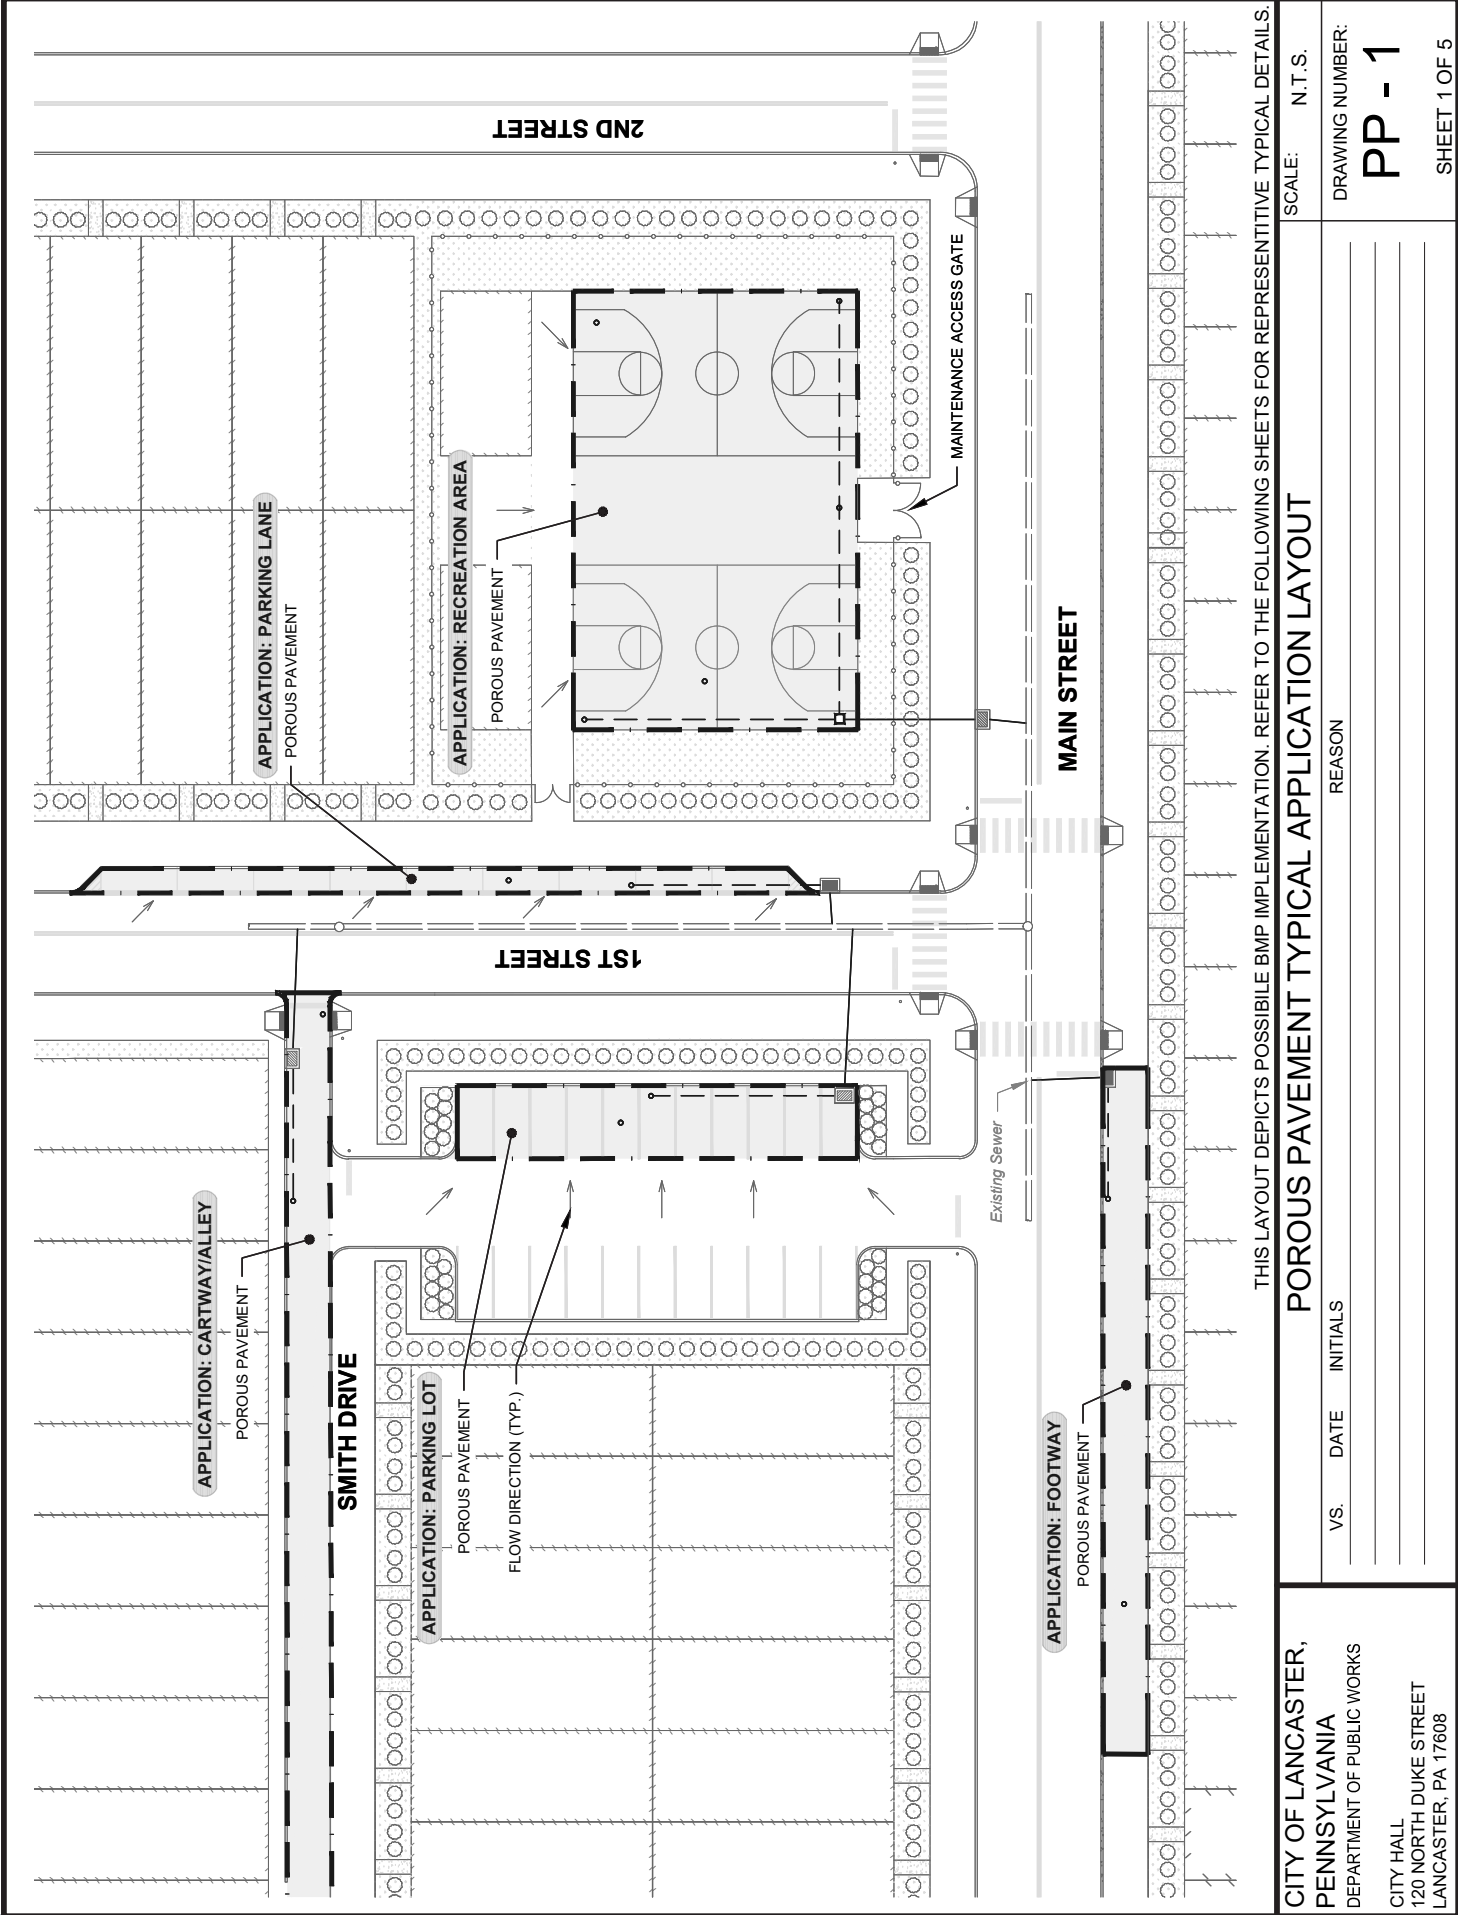 APPLICATION: CARTWAY/ALLEY
POROUS PAVEMENT
SMITH DRIVE
APPLICATION: PARKING LOT
POROUS PAVEMENT
FLOW DIRECTION (TYP.)
APPLICATION: FOOTWAY
POROUS PAVEMENT
Existing Sewer
1ST STREET
APPLICATION: PARKING LANE
POROUS PAVEMENT
APPLICATION: RECREATION AREA
POROUS PAVEMENT
MAINTENANCE ACCESS GATE
MAIN STREET
2ND STREET
THIS LAYOUT DEPICTS POSSIBILE BMP IMPLEMENTATION. REFER TO THE FOLLOWING SHEETS FOR REPRESENTITIVE TYPICAL DETAILS.
CITY OF LANCASTER,
PENNSYLVANIA
DEPARTMENT OF PUBLIC WORKS
CITY HALL
120 NORTH DUKE STREET
LANCASTER, PA 17608
POROUS PAVEMENT TYPICAL APPLICATION LAYOUT
VS. DATE INITIALS REASON
SCALE: N.T.S.
DRAWING NUMBER:
PP - 1
SHEET 1 OF 5